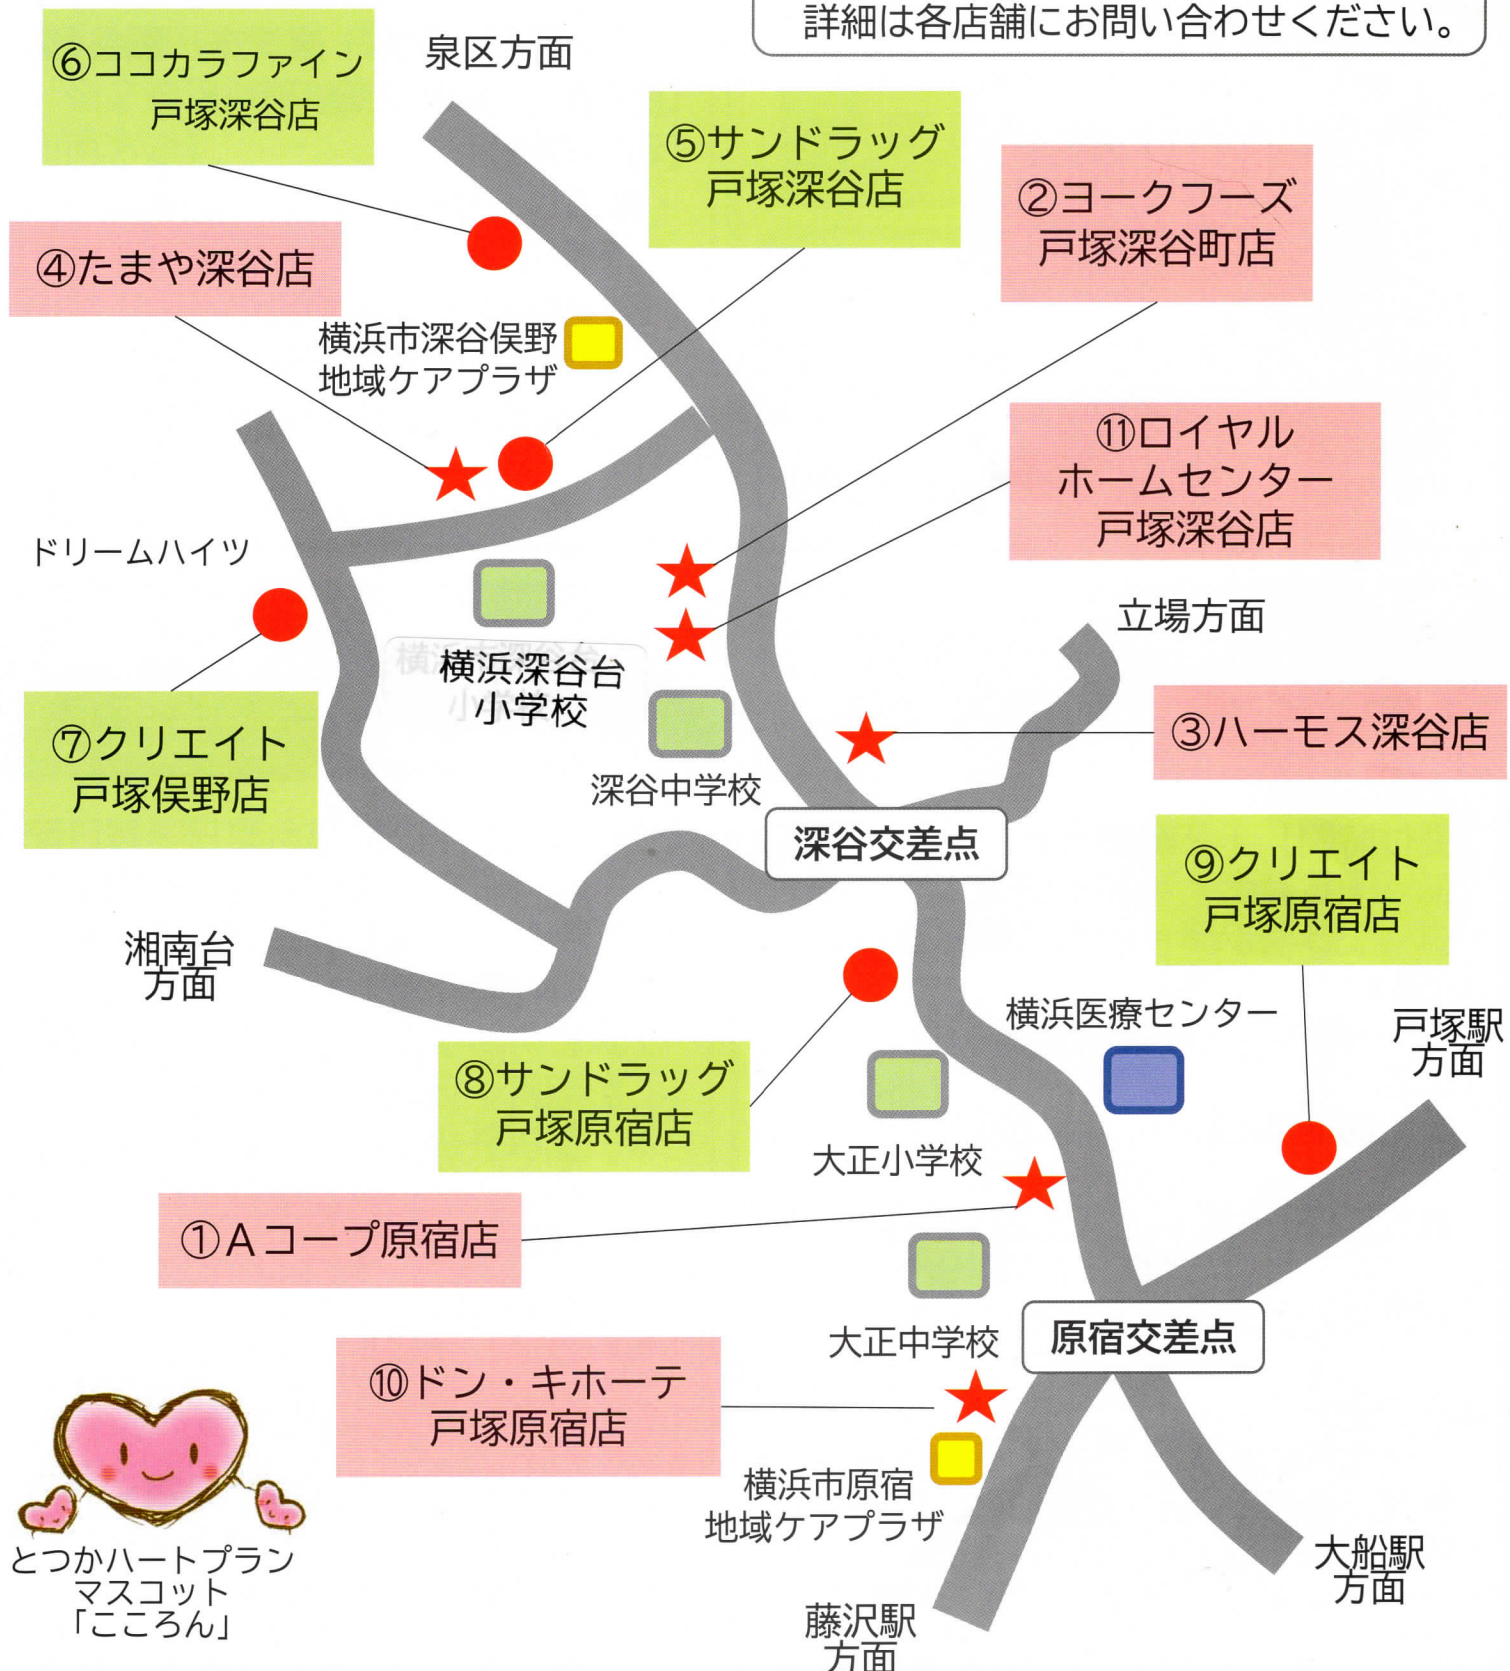 詳細は各店舗にお問い合わせください。
⑥ココカラファイン
戸塚深谷店
泉区方面
⑤サンドラッグ
戸塚深谷店
②ヨークフーズ
戸塚深谷町店
④たまや深谷店
横浜市深谷俣野
地域ケアプラザ
⑪ロイヤル
ホームセンター
戸塚深谷店
ドリームハイツ
立場方面
横浜深谷台
小学校
③ハーモス深谷店
⑦クリエイト
戸塚俣野店
深谷中学校
深谷交差点
⑨クリエイト
戸塚原宿店
湘南台
方面
横浜医療センター
戸塚駅
方面
⑧サンドラッグ
戸塚原宿店
大正小学校
①Aコープ原宿店
大正中学校
原宿交差点
⑩ドン・キホーテ
戸塚原宿店
横浜市原宿
地域ケアプラザ
とつかハートプラン
マスコット
「こころん」
大船駅
方面
藤沢駅
方面